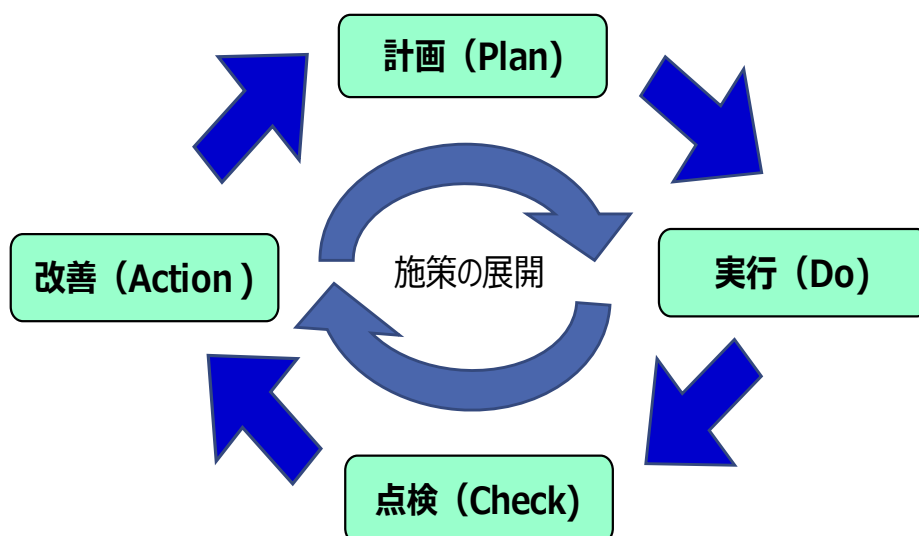 計画（Plan)
改善（Action )
施策の展開
実行（Do)
点検（Check)